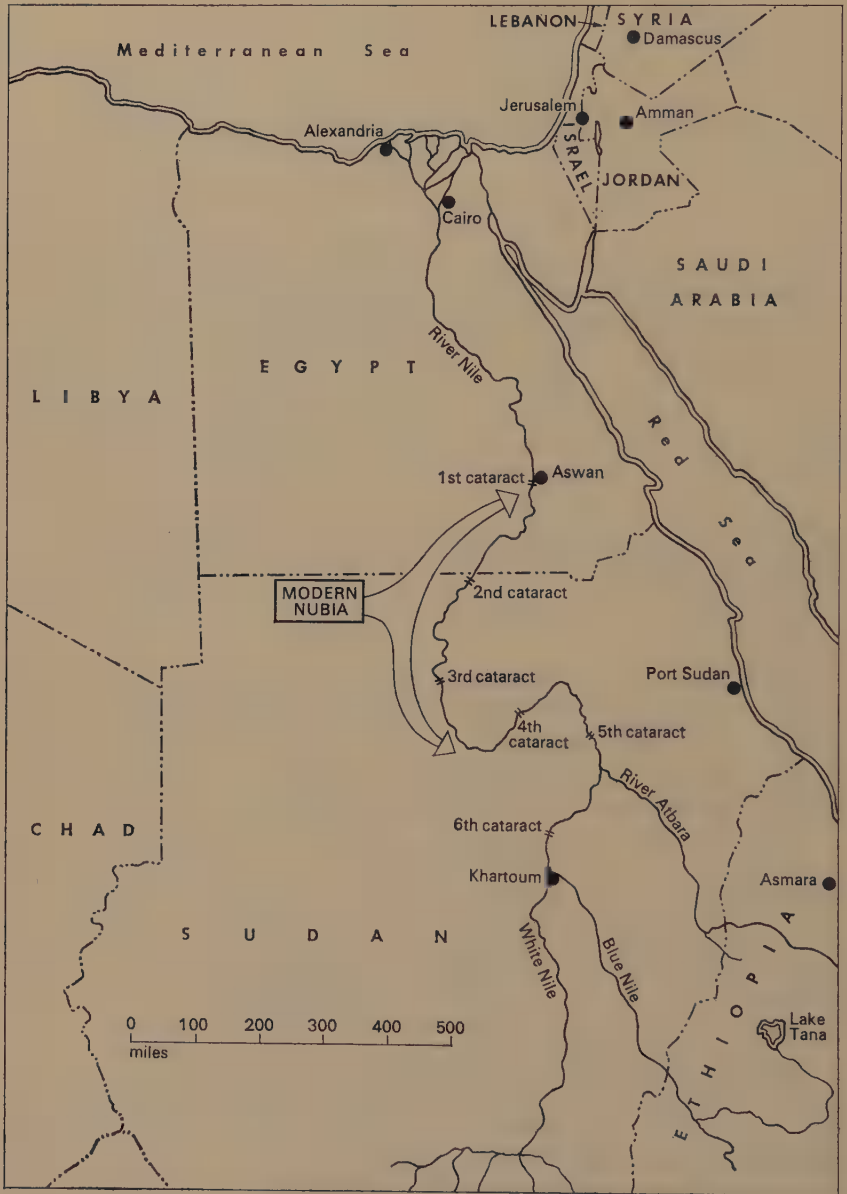 LEBANON
SYRIA
Mediterranean Sea
Damascus
Jerusalem
Amman
Alexandria
ISRAEL
JORDAN
Cairo
SAUDI
ARABIA
River Nile
EGYPT
LIBYA
Red Sea
1st cataract
Aswan
MODERN
NUBIA
2nd cataract
3rd cataract
Port Sudan
4th
cataract
5th cataract
River Atbara
CHAD
6th cataract
Khartoum
Asmara
SUDAN
White Nile
Blue Nile
ETHIOPIA
Lake
Tana
0 100 200 300 400 500
miles